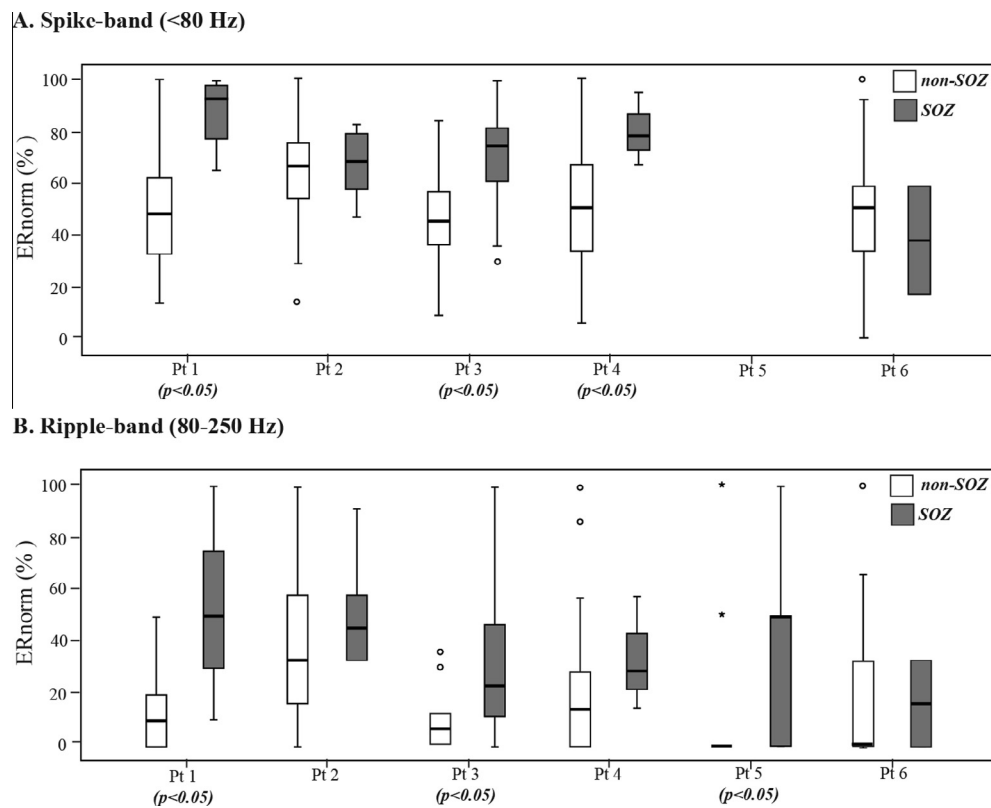 A. Spike-band (<80 Hz)
non-SOZ
SOZ
ERnorm (%)
100
80
60
40
20
0
Pt 1 Pt 2 Pt 3 Pt 4 Pt 5 Pt 6
(p<0.05) (p<0.05) (p<0.05)
B. Ripple-band (80-250 Hz)
non-SOZ
SOZ
ERnorm (%)
100
80
60
40
20
0
Pt 1 Pt 2 Pt 3 Pt 4 Pt 5 Pt 6
(p<0.05) (p<0.05) (p<0.05)